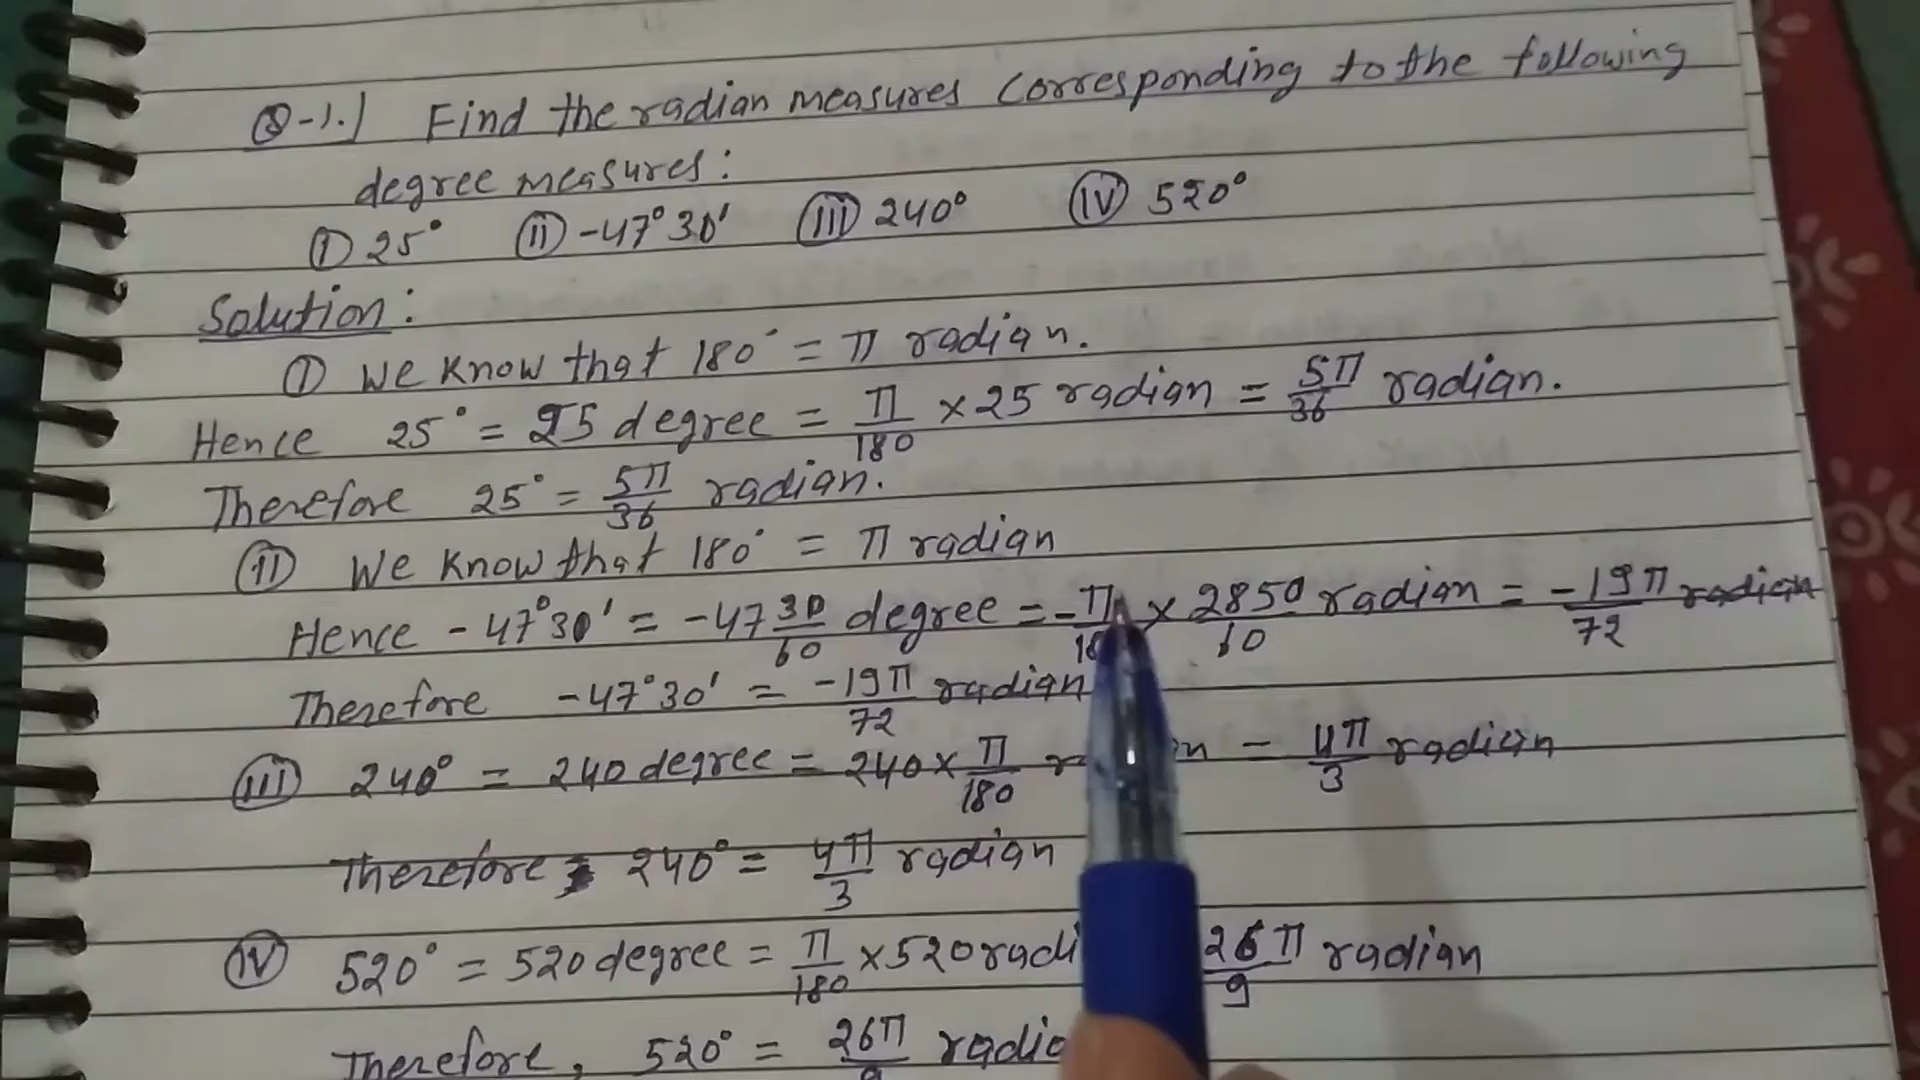 Q-1.) Find the radian measures corresponding to the following
degree measures:
(I) 25° (II) -47°30' (III) 240° (IV) 520°
Solution:
(I) We know that 180° = π radian.
Hence 25° = 25 degree = π/180 × 25 radian = 5π/36 radian.
Therefore 25° = 5π/36 radian.
(II) We know that 180° = π radian
Hence -47°30' = -47 30/60 degree = -π × 2850/60 radian = -19π/72 radian
Therefore -47°30' = -19π/72 radian
(III) 240° = 240 degree = 240 × π/180 = 4π/3 radian
Therefore 240° = 4π/3 radian
(IV) 520° = 520 degree = π/180 × 520 26π/9 radian
Therefore, 520° = 26π/9